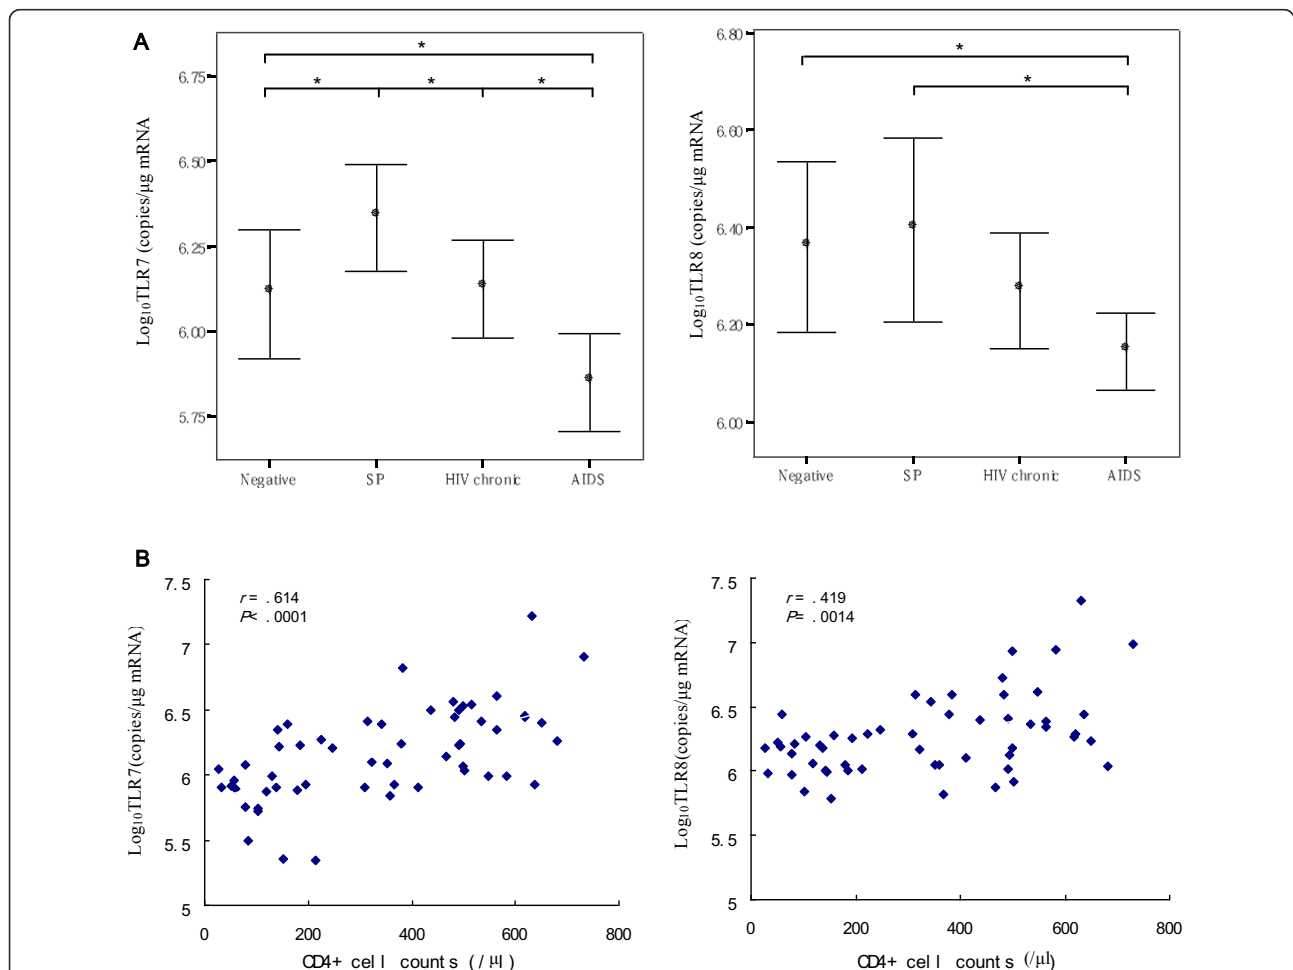 A
Log₁₀TLR7 (copies/μg mRNA
6.75
6.50
6.25
6.00
5.75
*
* * *
Negative SP HIV chronic AIDS
Log₁₀TLR8 (copies/μg mRNA
6.80
6.60
6.40
6.20
6.00
*
*
Negative SP HIV chronic AIDS
B
Log₁₀TLR7(copies/μg mRNA)
7.5
7
6.5
6
5.5
5
r = .614
P< .0001
0 200 400 600 800
CD4+ cell counts (/μl)
Log₁₀TLR8(copies/μg mRNA)
7.5
7
6.5
6
5.5
5
r = .419
P= .0014
0 200 400 600 800
CD4+ cell counts (/μl)